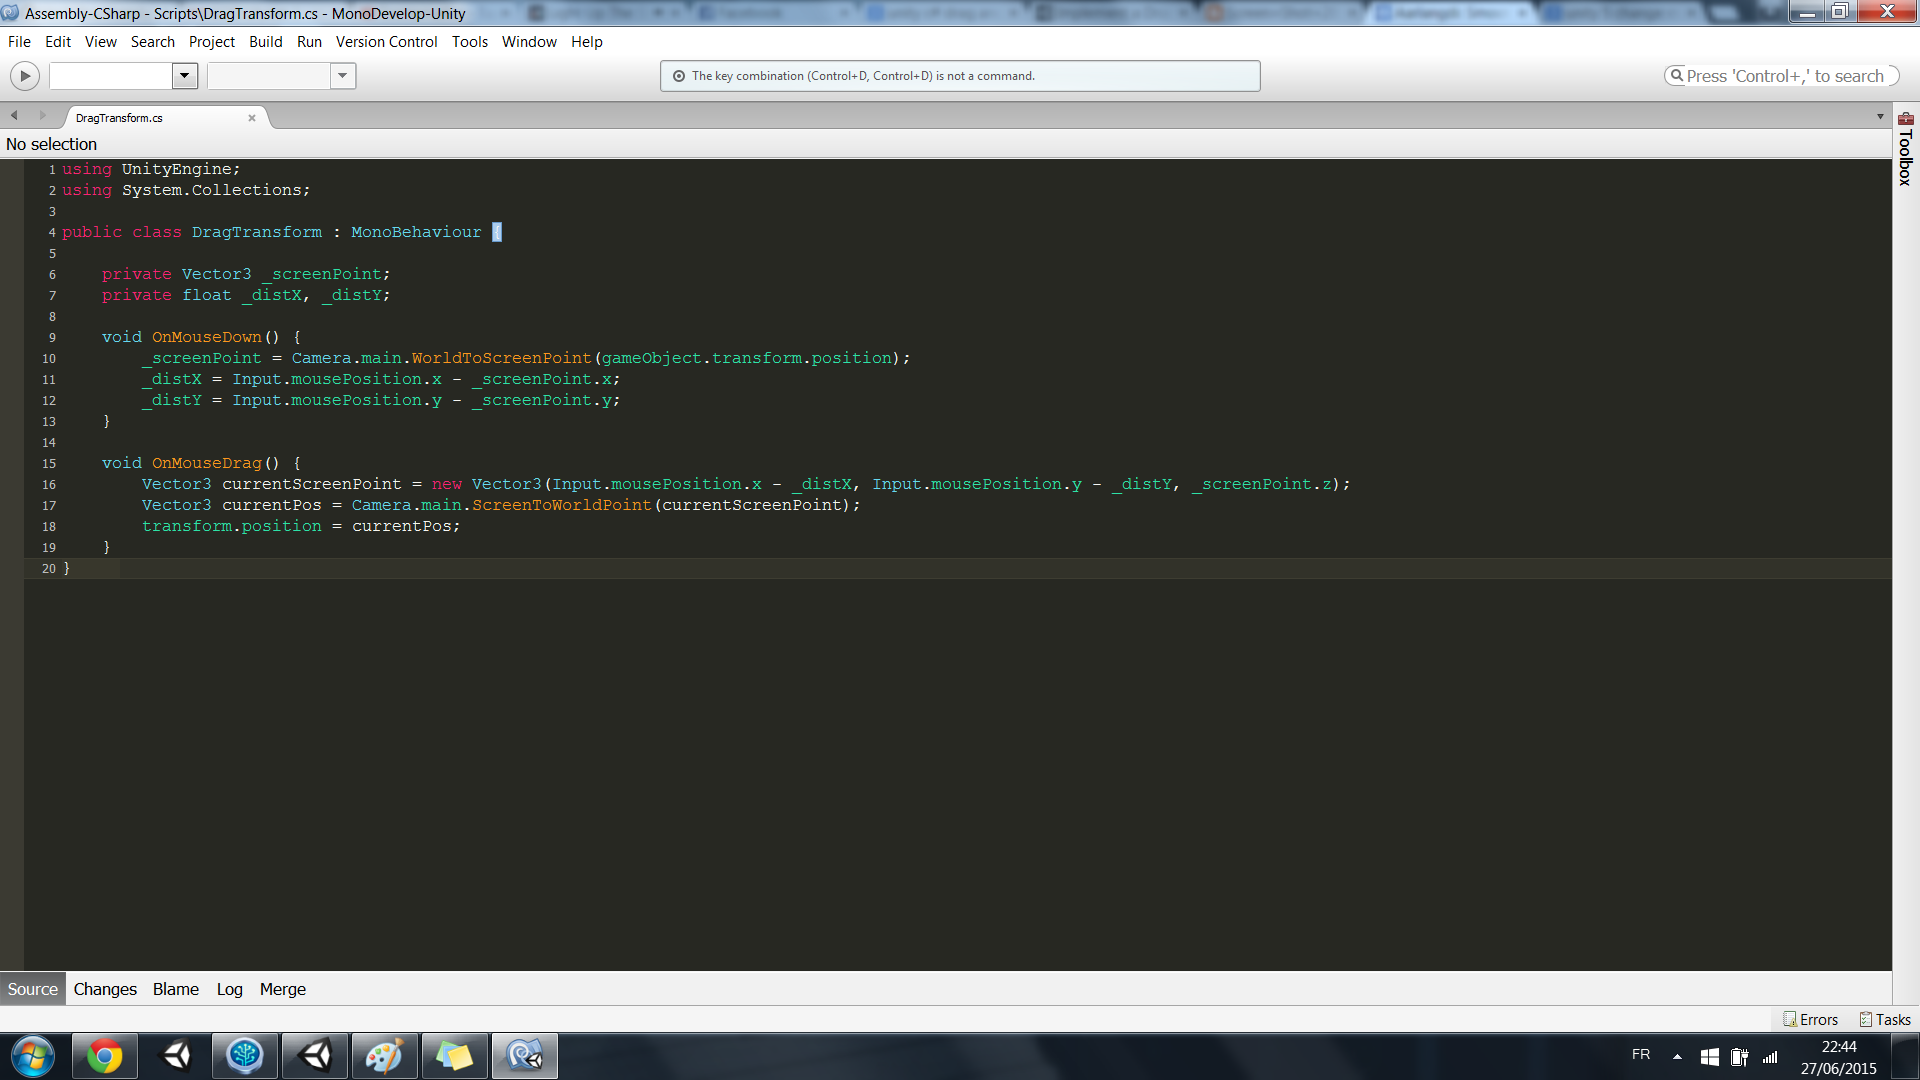 Assembly-CSharp - Scripts\DragTransform.cs - MonoDevelop-Unity
File Edit View Search Project Build Run Version Control Tools Window Help
The key combination (Control+D, Control+D) is not a command.
Press 'Control+,' to search
DragTransform.cs
No selection
Toolbox
1 using UnityEngine;
2 using System.Collections;
3
4 public class DragTransform : MonoBehaviour {
5
6 private Vector3 _screenPoint;
7 private float _distX, _distY;
8
9 void OnMouseDown() {
10 _screenPoint = Camera.main.WorldToScreenPoint(gameObject.transform.position);
11 _distX = Input.mousePosition.x - _screenPoint.x;
12 _distY = Input.mousePosition.y - _screenPoint.y;
13 }
14
15 void OnMouseDrag() {
16 Vector3 currentScreenPoint = new Vector3(Input.mousePosition.x - _distX, Input.mousePosition.y - _distY, _screenPoint.z);
17 Vector3 currentPos = Camera.main.ScreenToWorldPoint(currentScreenPoint);
18 transform.position = currentPos;
19 }
20 }
Source Changes Blame Log Merge
Errors Tasks
FR
22:44
27/06/2015